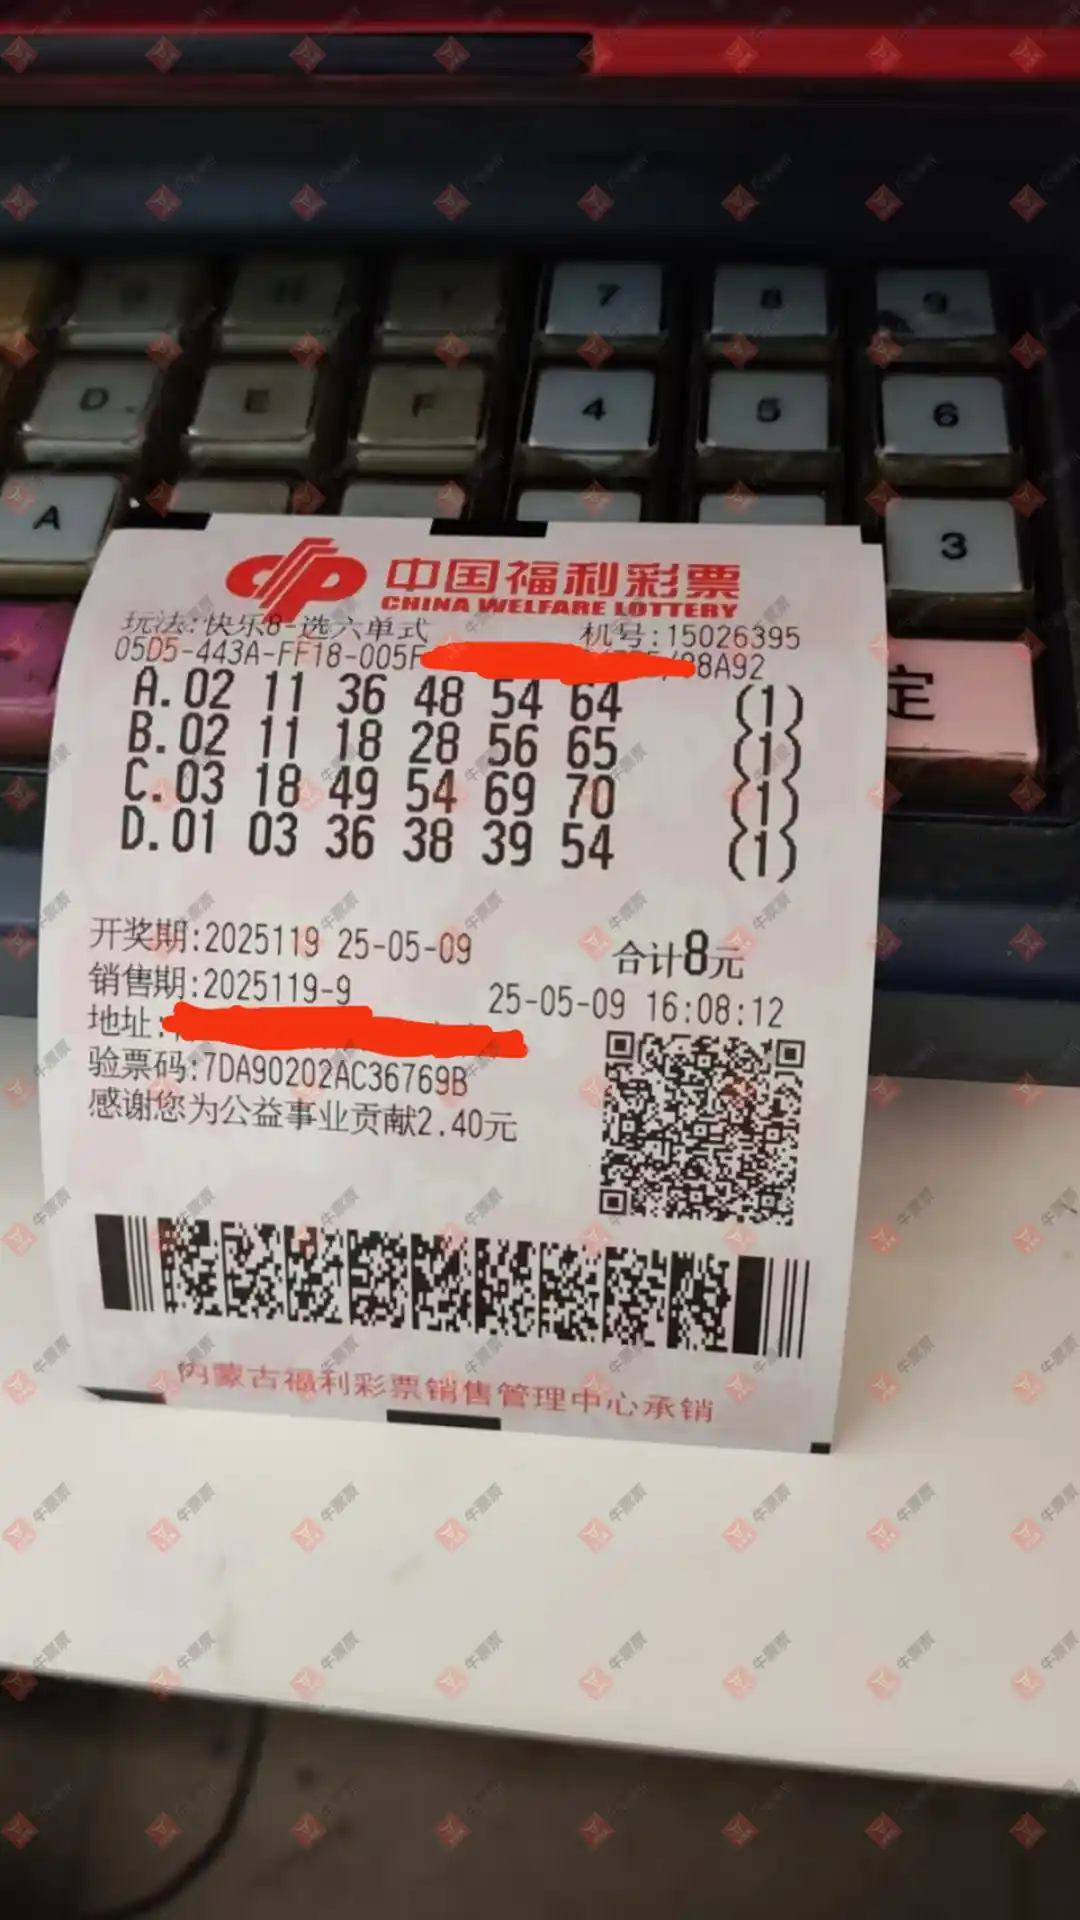 7 8 9
D E F 4 5 6
A 3
中国福利彩票
CHINA WELFARE LOTTERY
玩法:快乐8-选六单式 机号:15026395
05D5-443A-FF18-005F /98A92
定
A.02 11 36 48 54 64 (1)
B.02 11 18 28 56 65 (1)
C.03 18 49 54 69 70 (1)
D.01 03 36 38 39 54 (1)
开奖期:2025119 25-05-09 合计8元
销售期:2025119-9 25-05-09 16:08:12
地址:
验票码:7DA90202AC36769B
感谢您为公益事业贡献2.40元
内蒙古福利彩票销售管理中心承销
牛票票